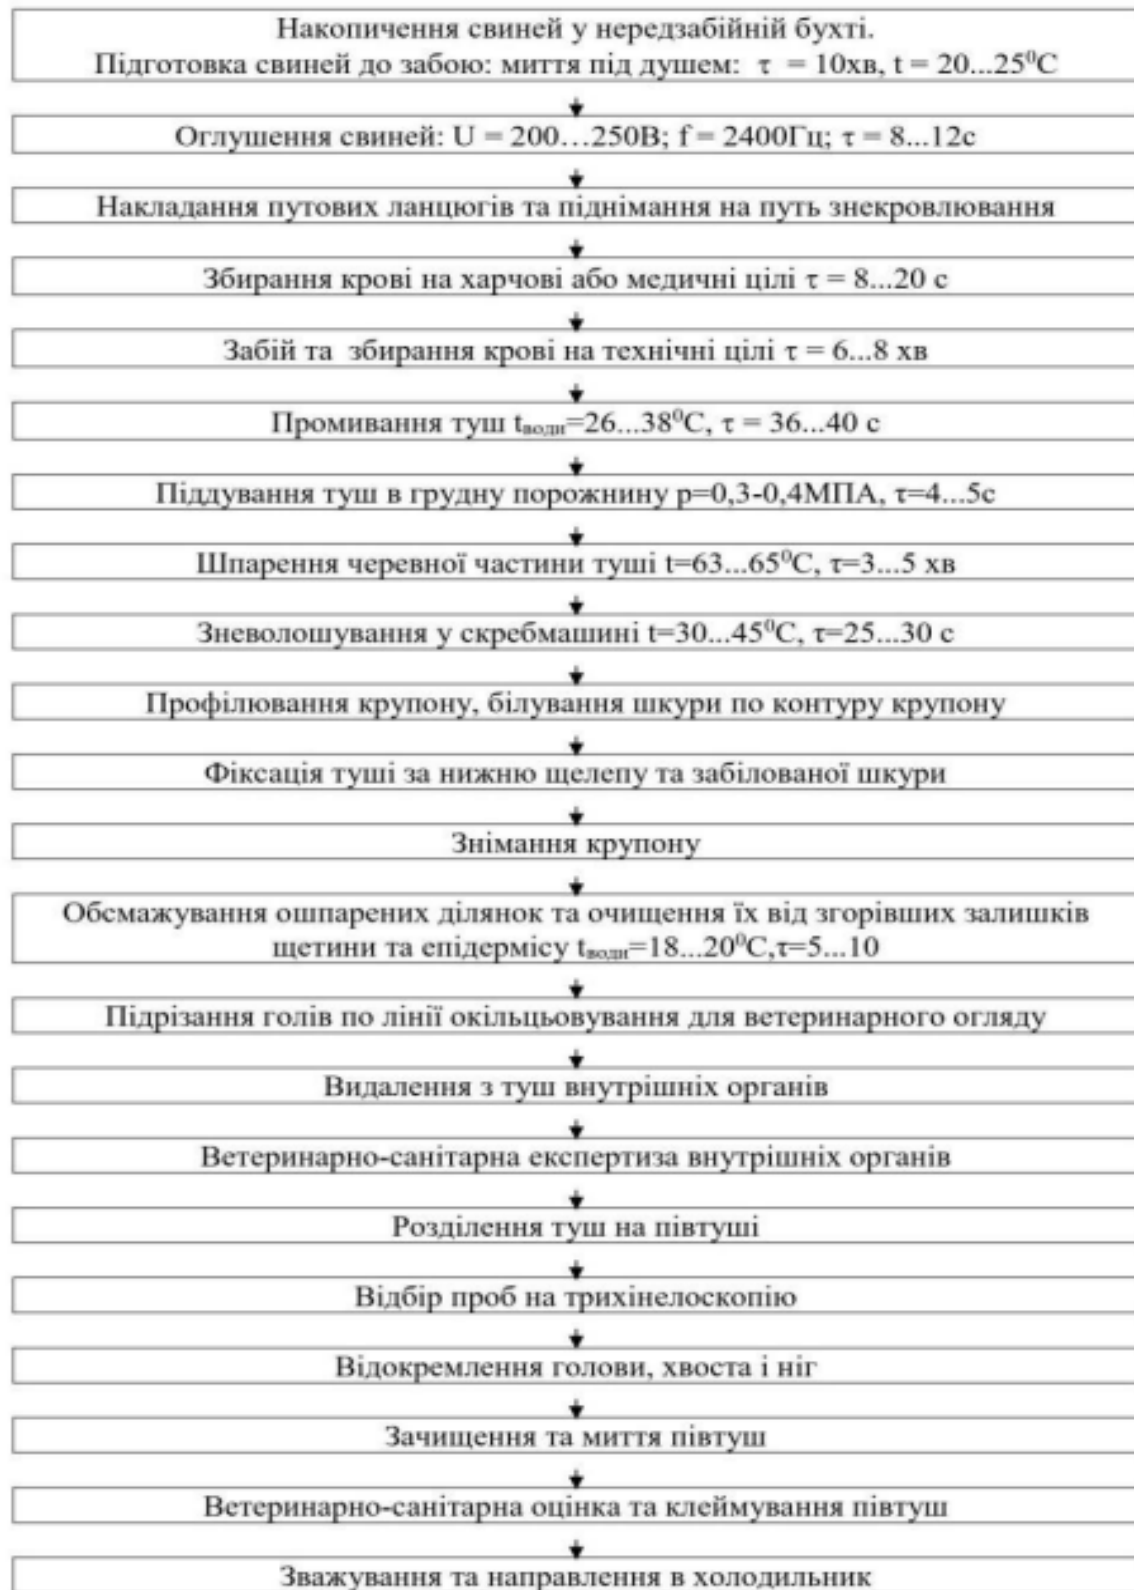 Накопичення свиней у нередзабійній бухті.
Підготовка свиней до забою: миття під душем: τ = 10хв, t = 20...25⁰C
Оглушення свиней: U = 200…250В; f = 2400Гц; τ = 8...12с
Накладання путових ланцюгів та піднімання на путь знекровлювання
Збирання крові на харчові або медичні цілі τ = 8...20 с
Забій та збирання крові на технічні цілі τ = 6...8 хв
Промивання туш tводи=26...38⁰C, τ = 36...40 с
Піддування туш в грудну порожнину р=0,3-0,4МПА, τ=4...5с
Шпарення черевної частини туші t=63...65⁰C, τ=3...5 хв
Зневолошування у скребмашині t=30...45⁰C, τ=25...30 с
Профілювання крупону, білування шкури по контуру крупону
Фіксація туші за нижню щелепу та забілованої шкури
Знімання крупону
Обсмажування ошпарених ділянок та очищення їх від згорівших залишків
щетини та епідермісу tводи=18...20⁰C,τ=5...10
Підрізання голів по лінії окільцьовування для ветеринарного огляду
Видалення з туш внутрішніх органів
Ветеринарно-санітарна експертиза внутрішніх органів
Розділення туш на півтуші
Відбір проб на трихінелоскопію
Відокремлення голови, хвоста і ніг
Зачищення та миття півтуш
Ветеринарно-санітарна оцінка та клеймування півтуш
Зважування та направлення в холодильник